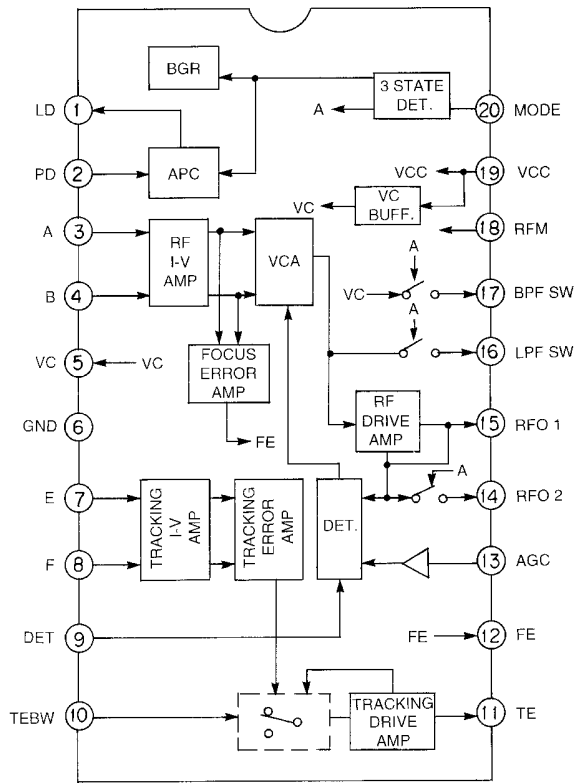 BGR
3 STATE
DET.
A
LD 1
20 MODE
PD 2
APC
VCC
19 VCC
VC
BUFF.
VC
A 3
RF
I-V
AMP
VCA
18 RFM
A
B 4
VC
17 BPF SW
A
VC 5
VC
FOCUS
ERROR
AMP
16 LPF SW
GND 6
FE
RF
DRIVE
AMP
15 RFO 1
A
E 7
TRACKING
I-V
AMP
TRACKING
ERROR
AMP
DET.
14 RFO 2
F 8
13 AGC
DET 9
FE
12 FE
TEBW 10
TRACKING
DRIVE
AMP
11 TE